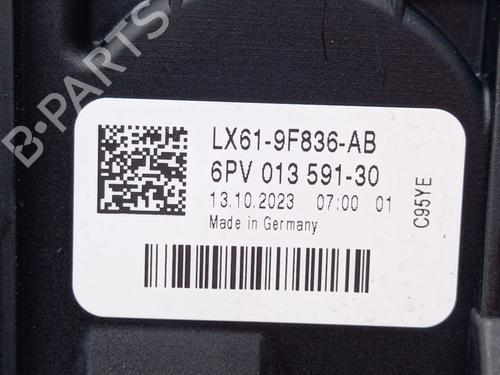 B-PARTS
LX61-9F836-AB
6PV 013 591-30
13.10.2023 07:00 01
Made in Germany
C95YE